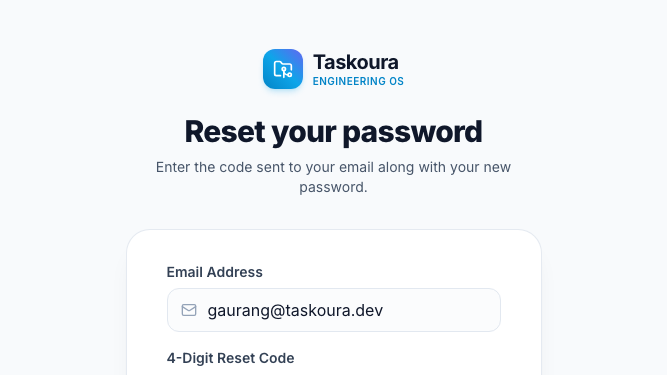 Taskoura
ENGINEERING OS
Reset your password
Enter the code sent to your email along with your new
password.
Email Address
gaurang@taskoura.dev
4-Digit Reset Code